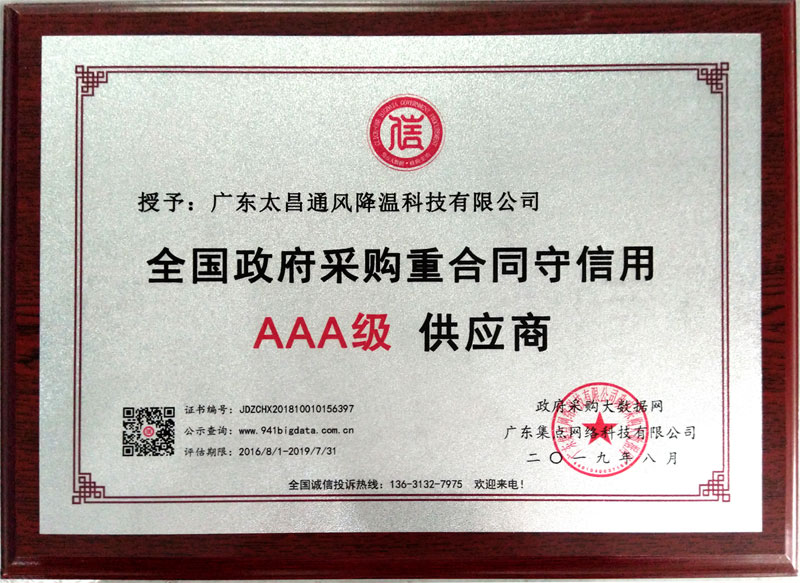 信
授予：广东太昌通风降温科技有限公司
全国政府采购重合同守信用
AAA级 供应商
证书编号：JDZCHX201810010156397
公示查询：www.941bigdata.com.cn
评估期限：2016/8/1-2019/7/31
政府采购大数据网
广东集点网络科技有限公司
二〇一九年八月
全国诚信投诉热线：136-3132-7975 欢迎来电！